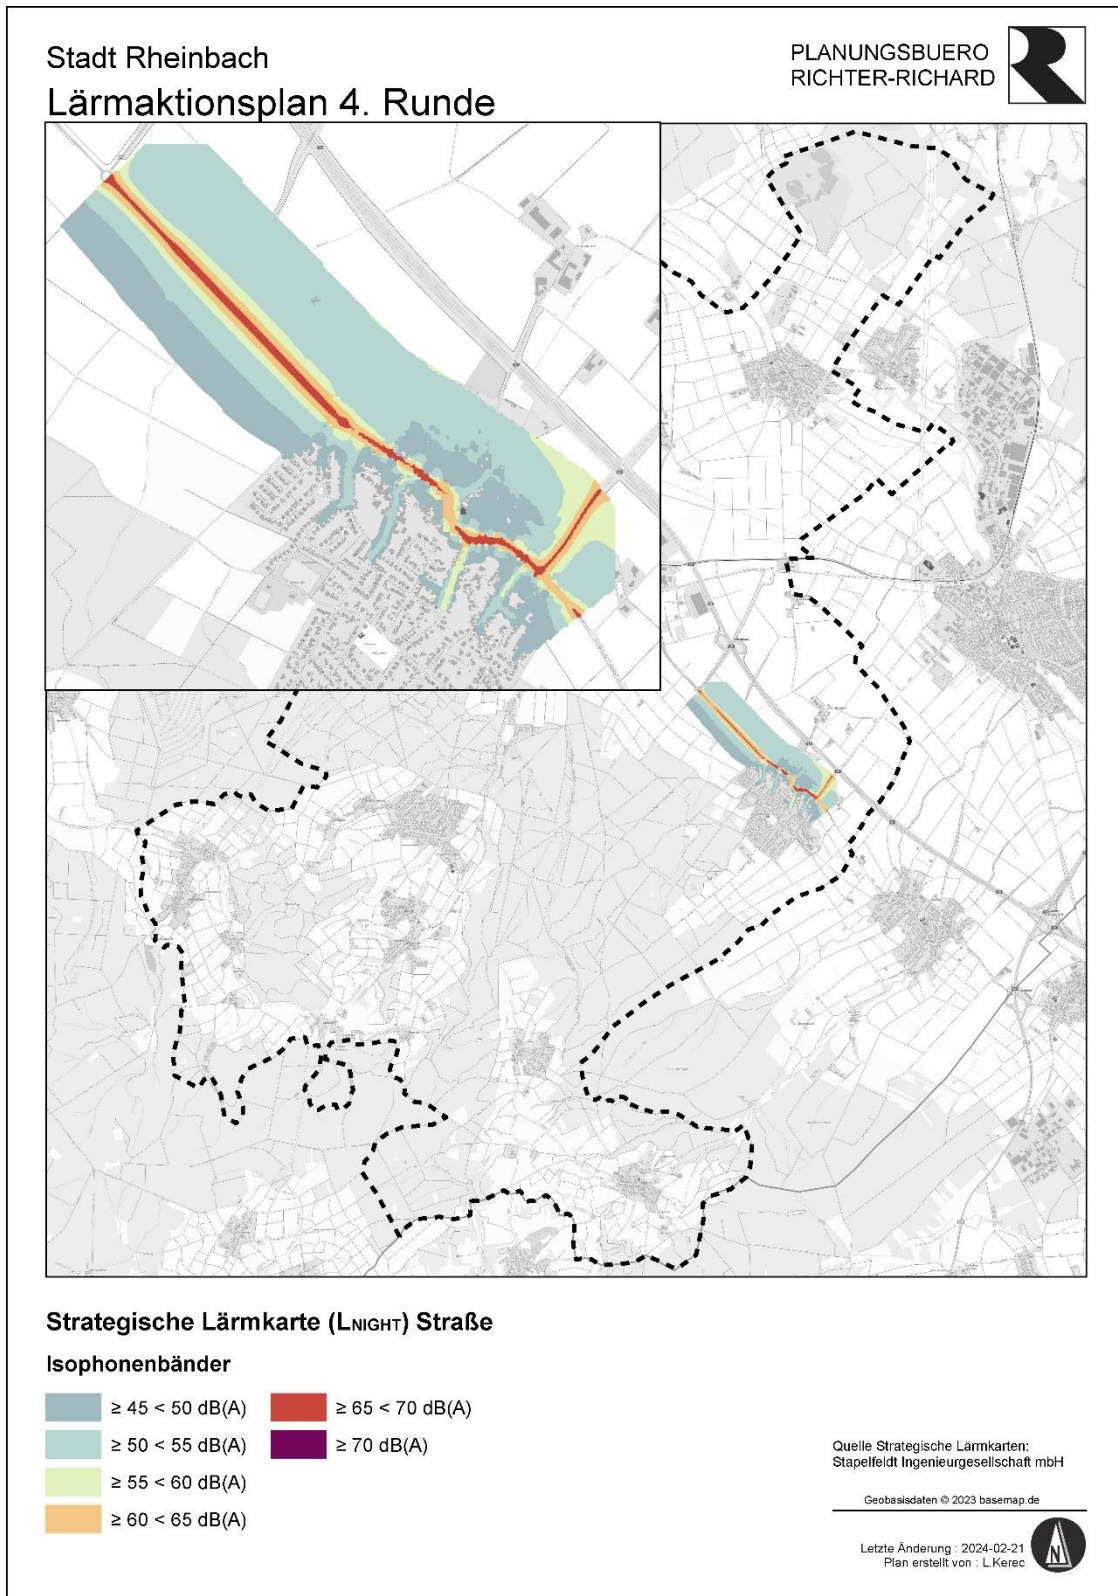 Stadt Rheinbach
Lärmaktionsplan 4. Runde
PLANUNGSBUERO
RICHTER-RICHARD
Strategische Lärmkarte (LNIGHT) Straße
Isophonenbänder
≥ 45 < 50 dB(A)
≥ 50 < 55 dB(A)
≥ 55 < 60 dB(A)
≥ 60 < 65 dB(A)
≥ 65 < 70 dB(A)
≥ 70 dB(A)
Quelle Strategische Lärmkarten:
Stapelfeldt Ingenieurgesellschaft mbH
Geobasisdaten © 2023 basemap.de
Letzte Änderung : 2024-02-21
Plan erstellt von : L.Kerec
N